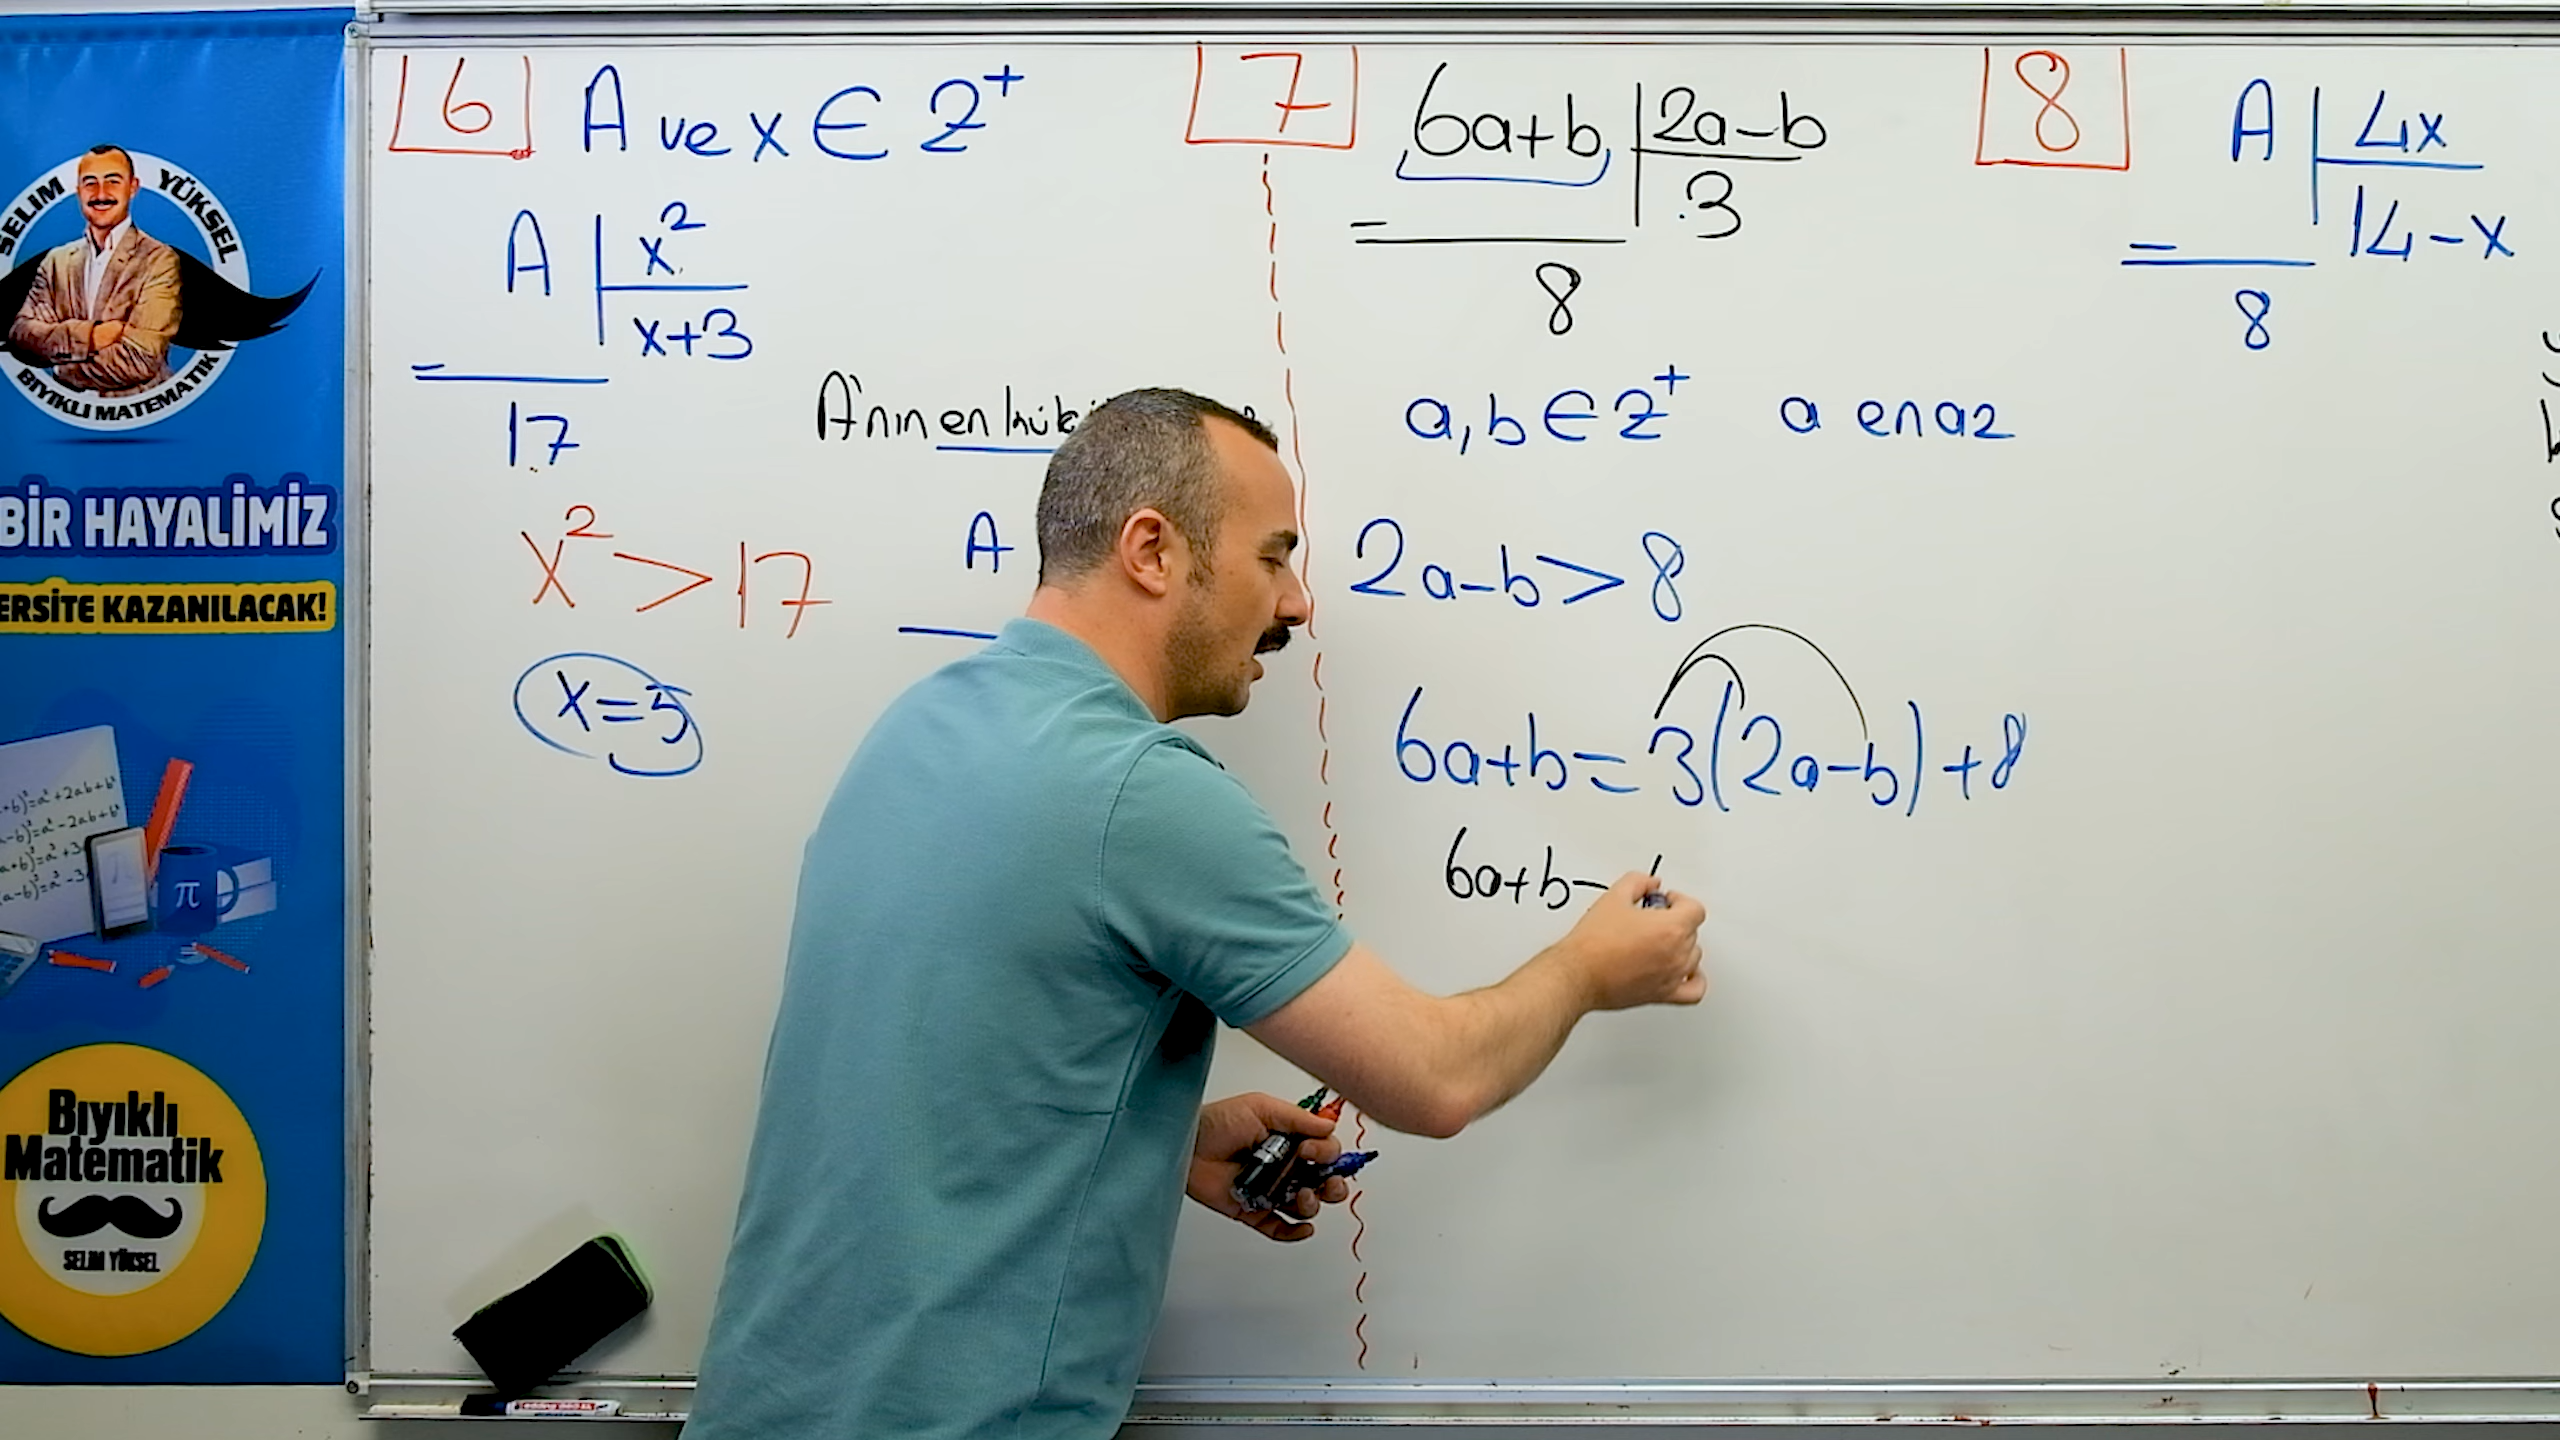 SELİM YÜKSEL
BIYIKLI MATEMATİK
BİR HAYALİMİZ
ERSİTE KAZANILACAK!
π
Bıyıklı
Matematik
SELİM YÜKSEL
6
A ve x ∈ Z⁺
A | x²
x+3
17
A'nın en
x² > 17
A
x=5
7
6a+b | 2a-b
3
8
a,b ∈ Z⁺ a en az
2a-b > 8
6a+b = 3(2a-b)+8
6a+b=
8
A | 4x
14-x
8